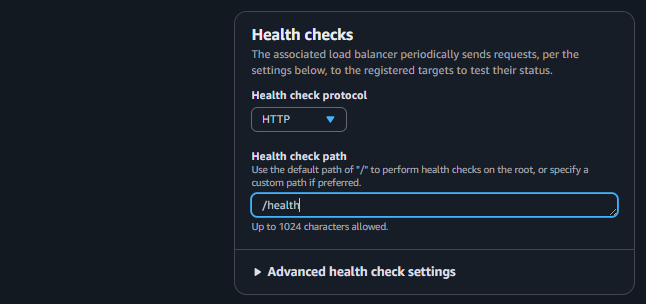 Health checks
The associated load balancer periodically sends requests, per the
settings below, to the registered targets to test their status.
Health check protocol
HTTP
Health check path
Use the default path of "/" to perform health checks on the root, or specify a
custom path if preferred.
/health
Up to 1024 characters allowed.
Advanced health check settings